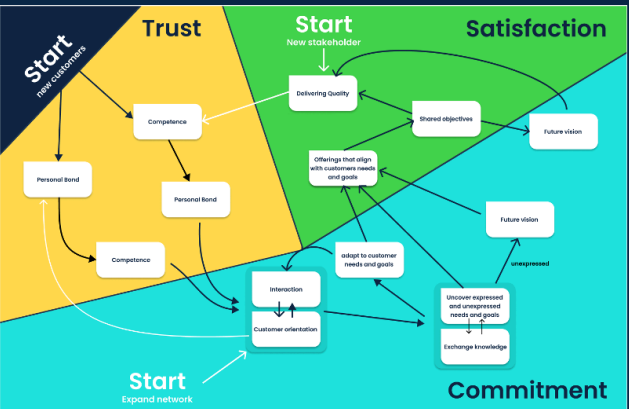 Start
new customers
Trust
Start
New stakeholder
Satisfaction
Delivering Quality
Competence
Shared objectives
Future vision
Offerings that align
with customers needs
and goals
Personal Bond
Personal Bond
Future vision
Competence
adapt to customer
needs and goals
unexpressed
Interaction
Customer orientation
Uncover expressed
and unexpressed
needs and goals
Exchange knowledge
Start
Expand network
Commitment